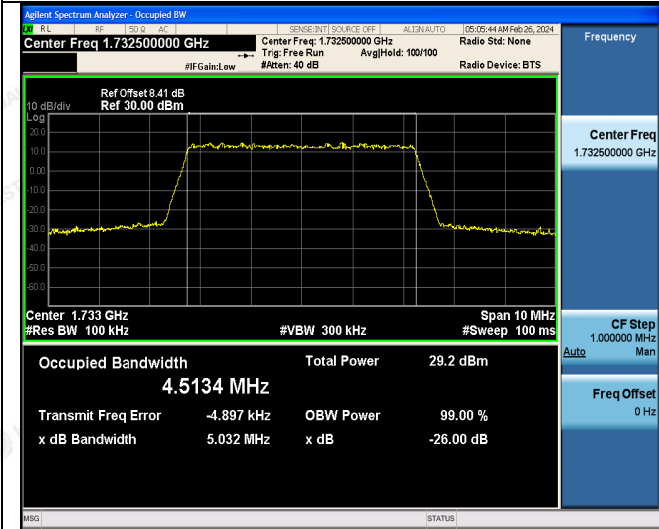 Agilent Spectrum Analyzer - Occupied BW
RL RF 50 Ω AC SENSE:INT SOURCE OFF ALIGN AUTO 05:05:44 AM Feb 26, 2024
Center Freq 1.732500000 GHz
Center Freq: 1.732500000 GHz Radio Std: None
Trig: Free Run Avg|Hold: 100/100
#IFGain:Low #Atten: 40 dB Radio Device: BTS
Frequency
Ref Offset 8.41 dB
10 dB/div Ref 30.00 dBm
Log
20.0
10.0
0.00
-10.0
-20.0
-30.0
-40.0
-50.0
-60.0
Center 1.733 GHz Span 10 MHz
#Res BW 100 kHz #VBW 300 kHz #Sweep 100 ms
Occupied Bandwidth Total Power 29.2 dBm
4.5134 MHz
Transmit Freq Error -4.897 kHz OBW Power 99.00 %
x dB Bandwidth 5.032 MHz x dB -26.00 dB
Center Freq
1.732500000 GHz
CF Step
1.000000 MHz
Auto Man
Freq Offset
0 Hz
MSG STATUS